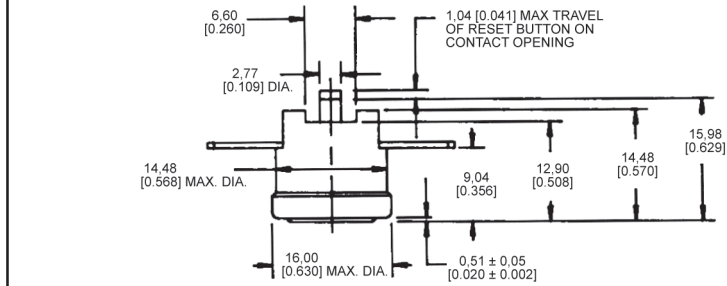 6,60
[0.260]
1,04 [0.041] MAX TRAVEL
OF RESET BUTTON ON
CONTACT OPENING
2,77
[0.109] DIA.
15,98
[0.629]
14,48
[0.568] MAX. DIA.
9,04
[0.356]
12,90
[0.508]
14,48
[0.570]
16,00
[0.630] MAX. DIA.
0,51 ± 0,05
[0.020 ± 0.002]